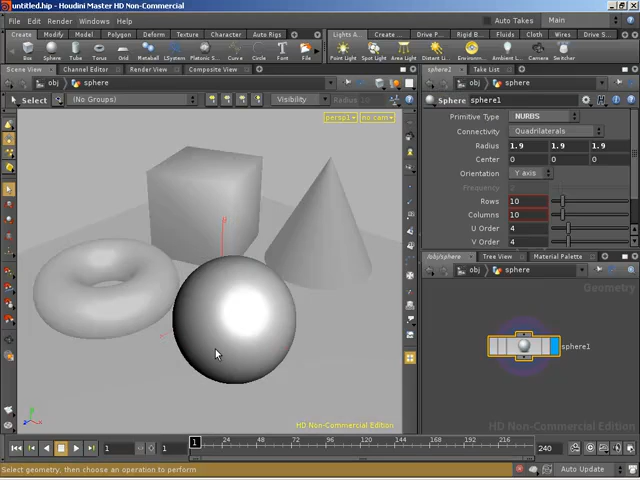 untitled.hip - Houdini Master HD Non-Commercial
File Edit Render Windows Help Auto Takes Main
Create Modify Model Polygon Deform Texture Character Auto Rigs
Lights A... Create ... Drive P... Rigid B... Fluids Cloth Wires Drive S...
Box Sphere Tube Torus Grid Metaball LSystem Platonic S... Curve Circle Font File
Point Light Spot Light Area Light Distant Li... Environm... Ambient L... Camera Switcher
Scene View Channel Editor Render View Composite View
sphere1 Take List
obj sphere
obj sphere
Select (No Groups) Visibility Radius
Sphere sphere1
persp1 no cam
Primitive Type NURBS
Connectivity Quadrilaterals
Radius 1.9 1.9 1.9
Center 0 0 0
Orientation Y axis
Frequency
Rows 10
Columns 10
U Order 4
V Order 4
/obj/sphere Tree View Material Palette
obj sphere
Geometry
sphere1
HD Non-Commercial Edition
HD Non-Commercial Edition
1 1 1 24 48 72 96 120 144 168 192 216 240
Select geometry, then choose an operation to perform
Auto Update